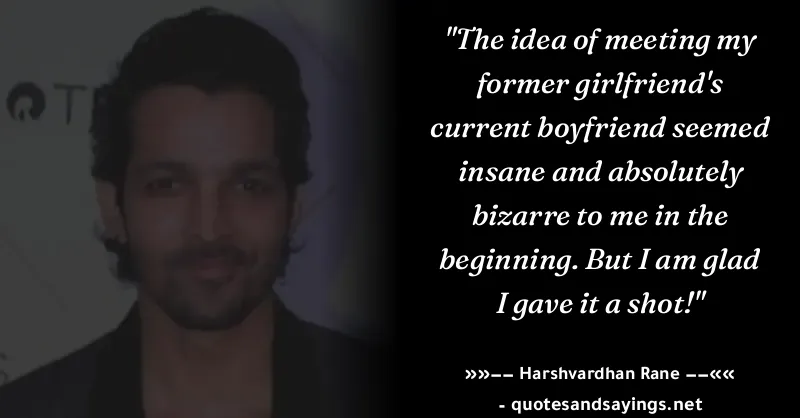 "The idea of meeting my
former girlfriend's
current boyfriend seemed
insane and absolutely
bizarre to me in the
beginning. But I am glad
I gave it a shot!"
»»–– Harshvardhan Rane ––««
- quotesandsayings.net